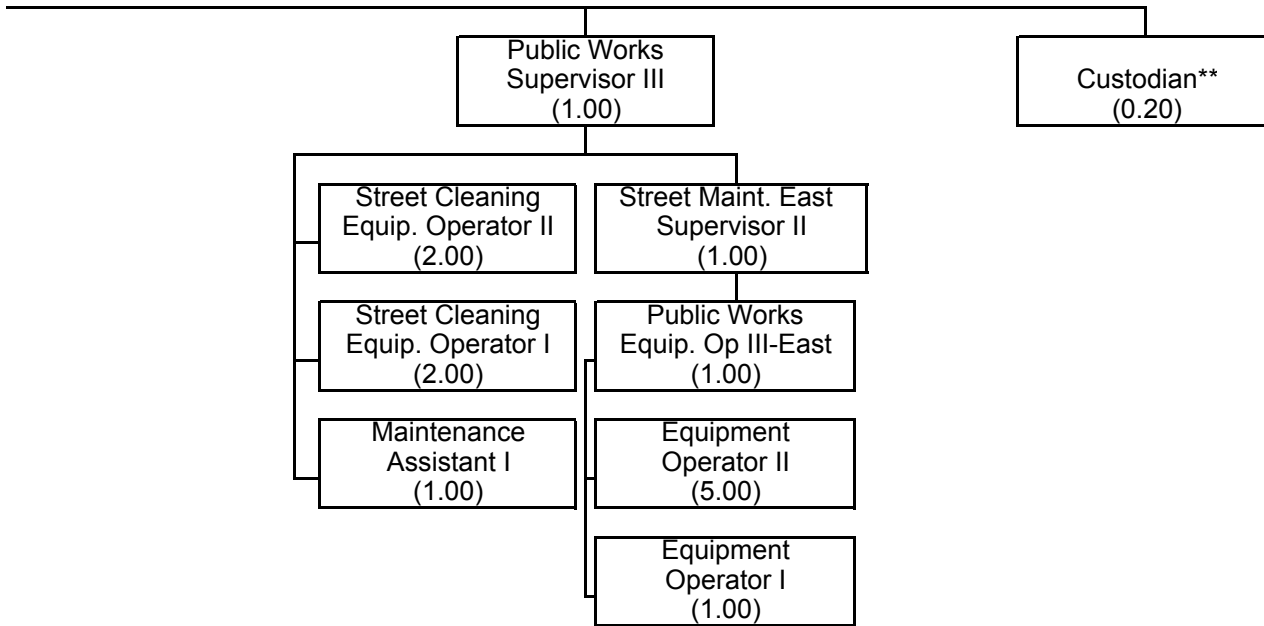 Public Works
Supervisor III
(1.00)
Custodian**
(0.20)
Street Cleaning
Equip. Operator II
(2.00)
Street Maint. East
Supervisor II
(1.00)
Street Cleaning
Equip. Operator I
(2.00)
Public Works
Equip. Op III-East
(1.00)
Maintenance
Assistant I
(1.00)
Equipment
Operator II
(5.00)
Equipment
Operator I
(1.00)